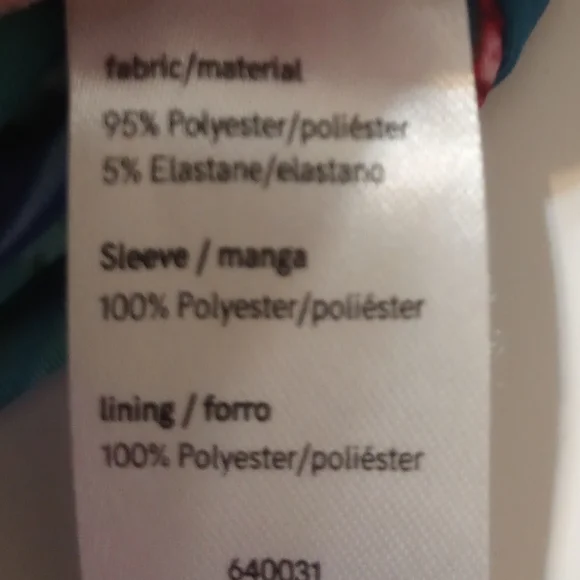 fabric/material
95% Polyester/poliéster
5% Elastane/elastano
Sleeve / manga
100% Polyester/poliéster
lining / forro
100% Polyester/poliéster
640031